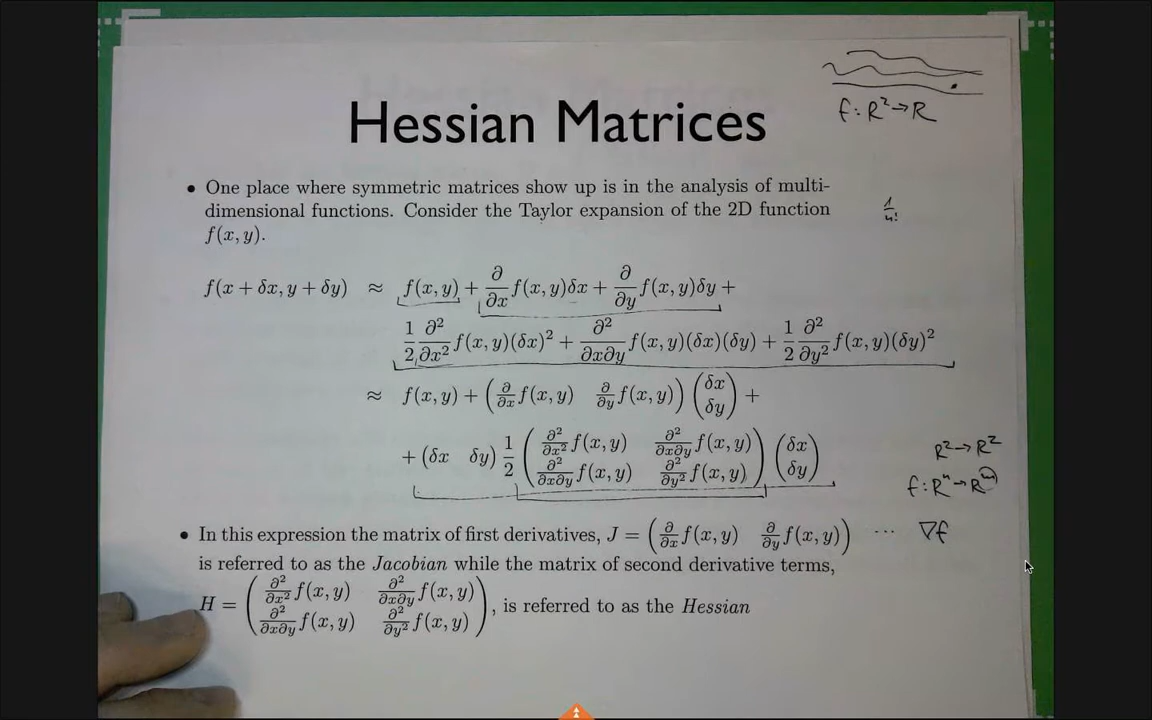 f : R² → R
Hessian Matrices
• One place where symmetric matrices show up is in the analysis of multi-
dimensional functions. Consider the Taylor expansion of the 2D function
f(x, y).
1/n!
f(x + δx, y + δy) ≈ f(x, y) + ∂/∂x f(x, y)δx + ∂/∂y f(x, y)δy +
1/2 ∂²/∂x² f(x, y)(δx)² + ∂²/∂x∂y f(x, y)(δx)(δy) + 1/2 ∂²/∂y² f(x, y)(δy)²
≈ f(x, y) + (∂/∂x f(x, y) ∂/∂y f(x, y)) (δx δy) +
+ (δx δy) 1/2 (∂²/∂x² f(x, y) ∂²/∂x∂y f(x, y) ∂²/∂x∂y f(x, y) ∂²/∂y² f(x, y)) (δx δy)
R² → R²
f : Rⁿ → Rᵐ
• In this expression the matrix of first derivatives, J = (∂/∂x f(x, y) ∂/∂y f(x, y)) ... ∇f
is referred to as the Jacobian while the matrix of second derivative terms,
H = (∂²/∂x² f(x, y) ∂²/∂x∂y f(x, y) ∂²/∂x∂y f(x, y) ∂²/∂y² f(x, y)), is referred to as the Hessian